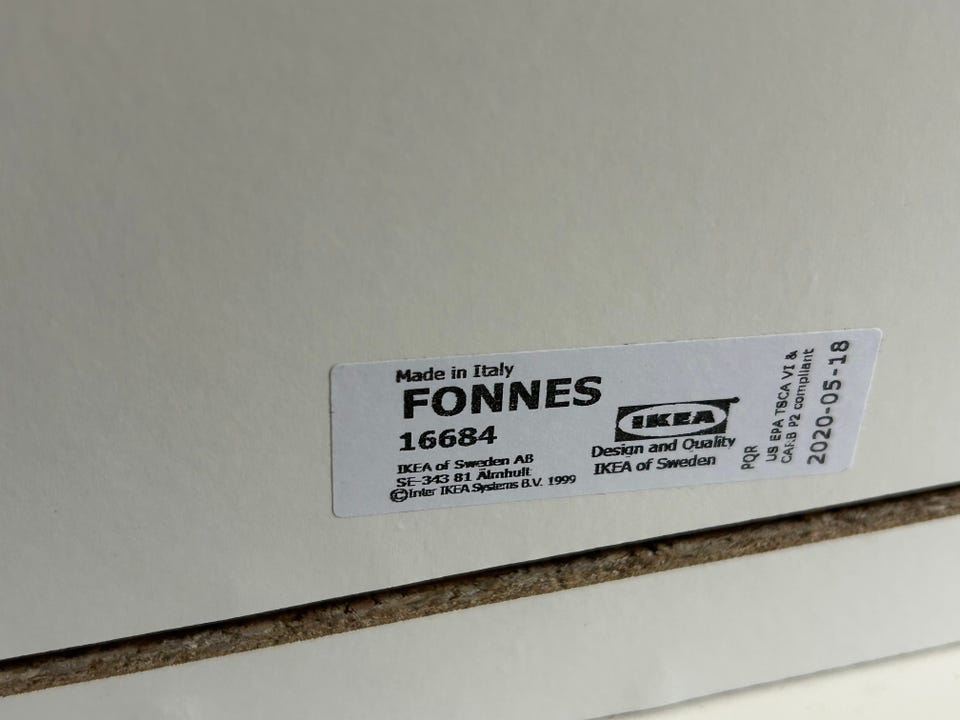 Made in Italy
FONNES
16684
IKEA of Sweden AB
SE-343 81 Älmhult
©Inter IKEA Systems B.V. 1999
IKEA
Design and Quality
IKEA of Sweden
PQR
US EPA TSCA VI &
CARB P2 compliant
2020-05-18